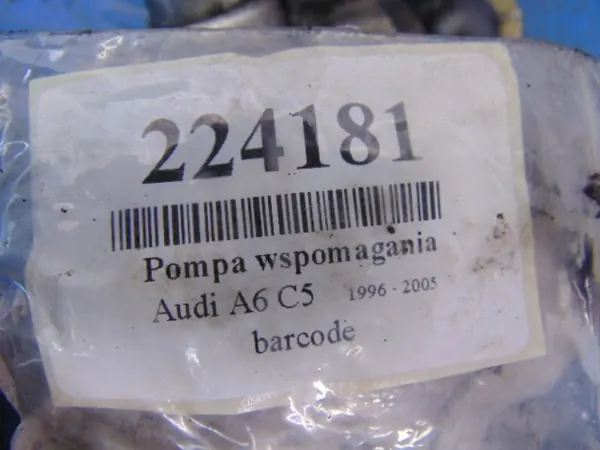 224181
Pompa wspomagania
Audi A6 C5 1996 - 2005
barcode